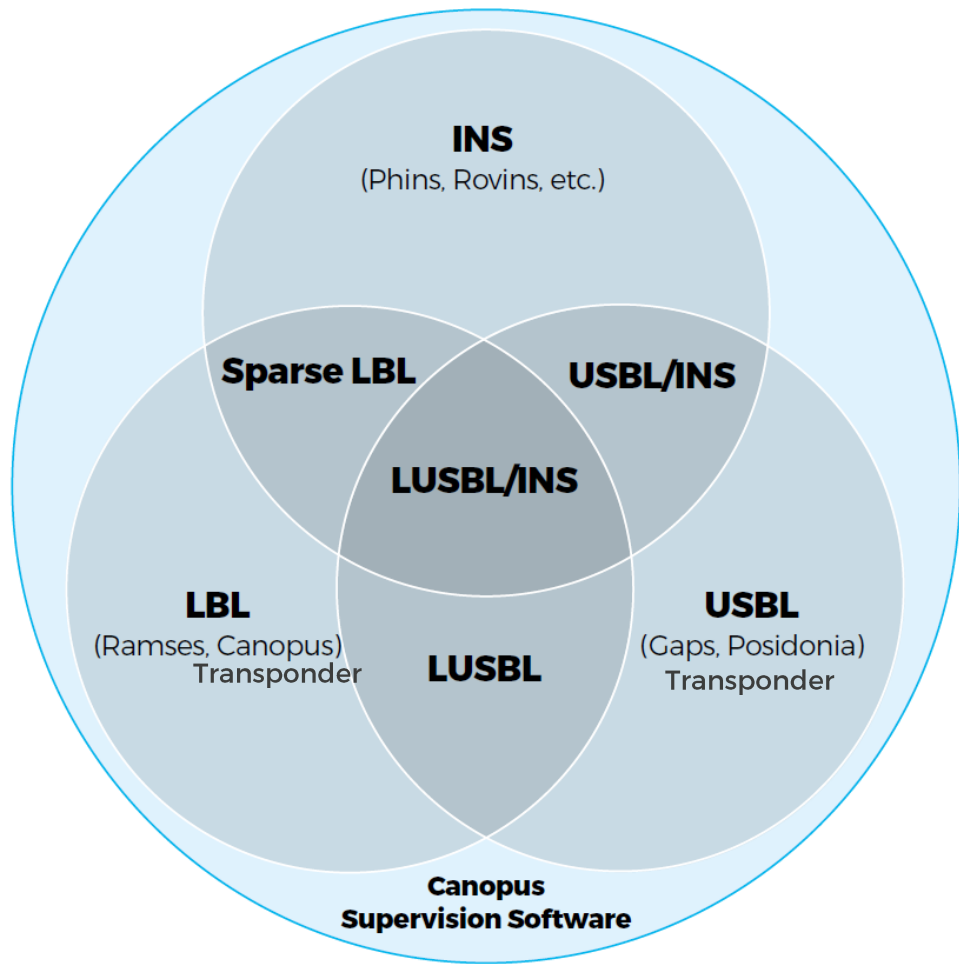 INS
(Phins, Rovins, etc.)
Sparse LBL
USBL/INS
LUSBL/INS
LBL
(Ramses, Canopus)
Transponder
USBL
(Gaps, Posidonia)
Transponder
LUSBL
Canopus
Supervision Software